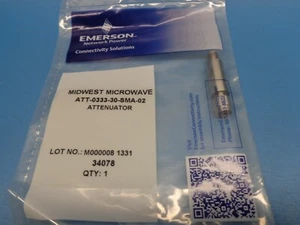 EMERSON
Network Power
Connectivity Solutions
MIDWEST MICROWAVE
ATT-0333-30-SMA-02
ATTENUATOR
LOT NO.: M000008 1331
34078
QTY: 1